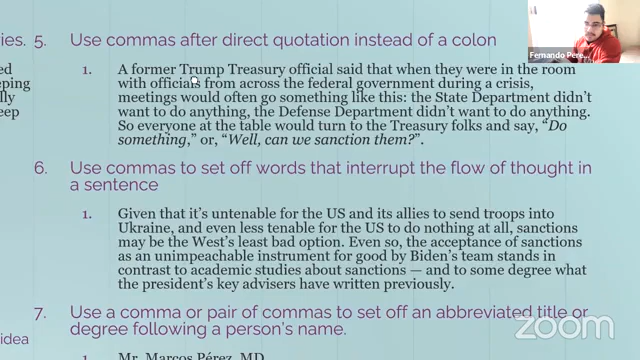 ies.
ed
eping
lly
eep
idea
5. Use commas after direct quotation instead of a colon
1. A former Trump Treasury official said that when they were in the room
with officials from across the federal government during a crisis,
meetings would often go something like this: the State Department didn't
want to do anything, the Defense Department didn't want to do anything.
So everyone at the table would turn to the Treasury folks and say, “Do
something,” or, “Well, can we sanction them?”.
6. Use commas to set off words that interrupt the flow of thought in
a sentence
1. Given that it's untenable for the US and its allies to send troops into
Ukraine, and even less tenable for the US to do nothing at all, sanctions
may be the West's least bad option. Even so, the acceptance of sanctions
as an unimpeachable instrument for good by Biden's team stands in
contrast to academic studies about sanctions — and to some degree what
the president's key advisers have written previously.
7. Use a comma or pair of commas to set off an abbreviated title or
degree following a person's name.
1. Mr. Marcos Pérez, MD
Fernando Pere...
zoom